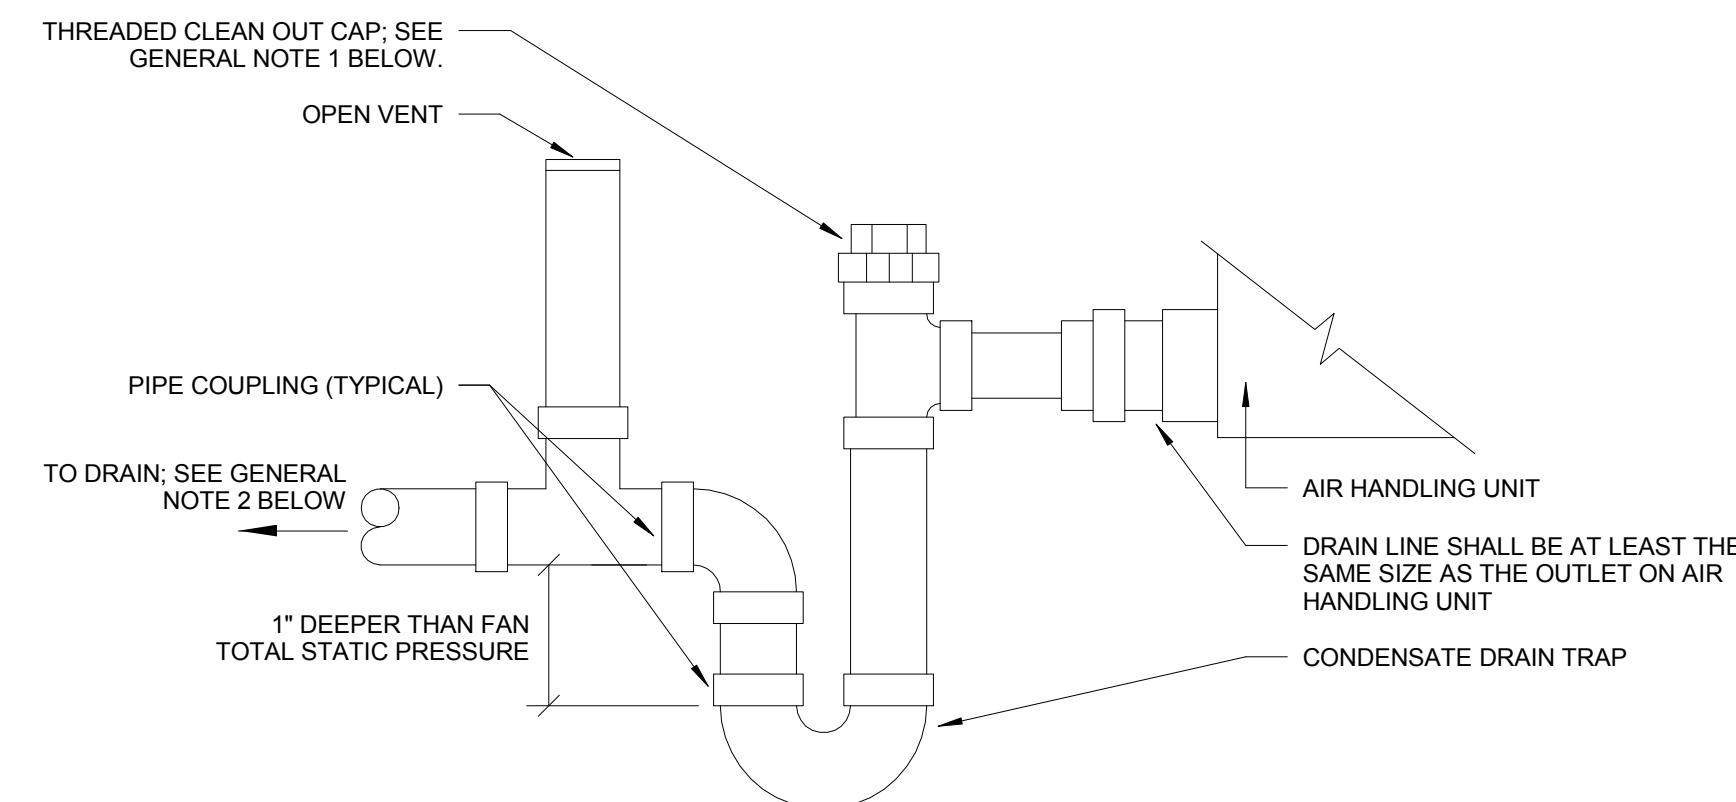 THREADED CLEAN OUT CAP; SEE
GENERAL NOTE 1 BELOW.
OPEN VENT
PIPE COUPLING (TYPICAL)
TO DRAIN; SEE GENERAL
NOTE 2 BELOW
1" DEEPER THAN FAN
TOTAL STATIC PRESSURE
AIR HANDLING UNIT
DRAIN LINE SHALL BE AT LEAST THE
SAME SIZE AS THE OUTLET ON AIR
HANDLING UNIT
CONDENSATE DRAIN TRAP